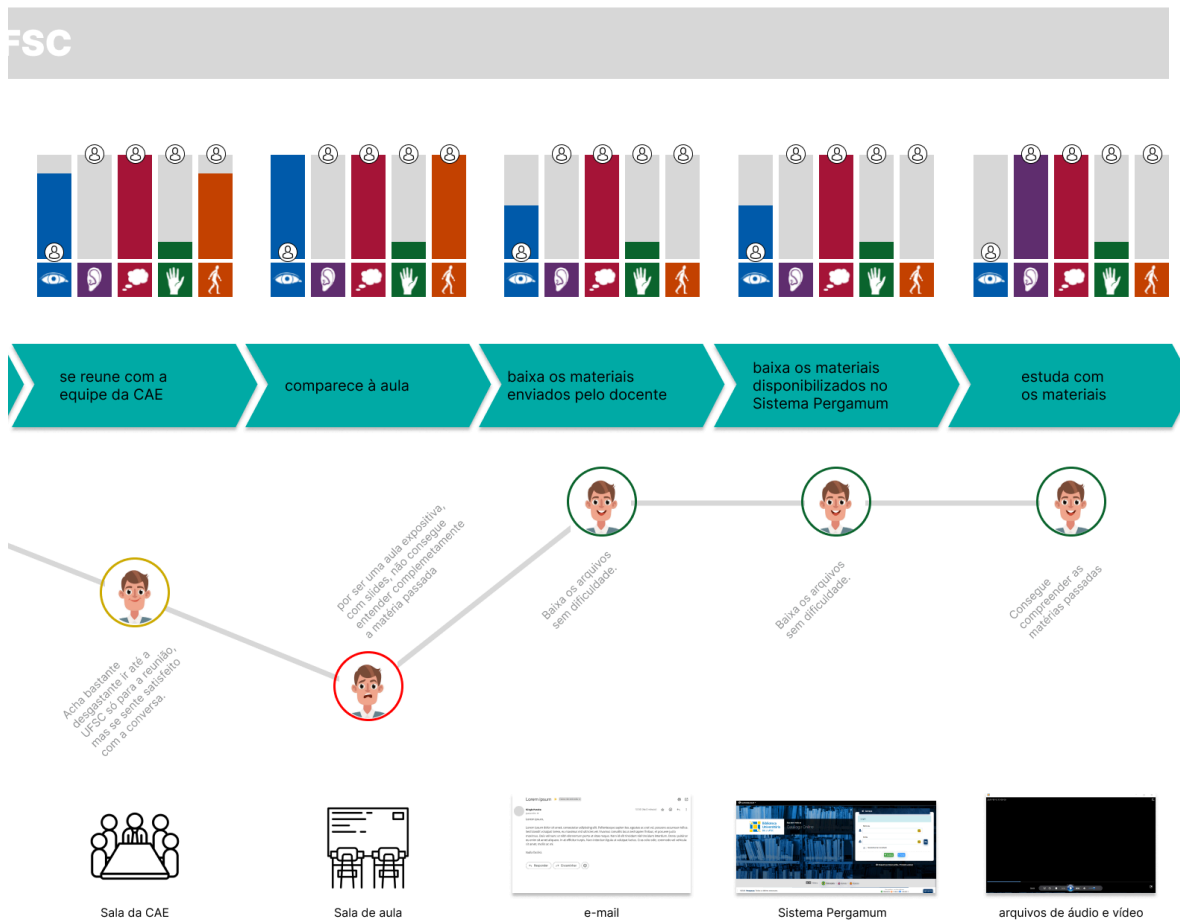 FSC
se reune com a
equipe da CAE
comparece à aula
baixa os materiais
enviados pelo docente
baixa os materiais
disponibilizados no
Sistema Pergamum
estuda com
os materiais
Acha bastante
desgastante ir até a
UFSC só para a reunião,
mas se sente satisfeito
com a conversa.
por ser uma aula expositiva,
com slides, não consegue
entender complemetamente
a matéria passada
Baixa os arquivos
sem dificuldade.
Baixa os arquivos
sem dificuldade.
Consegue
compreender as
matérias passadas
Lorem ipsum
Sala da CAE
Sala de aula
e-mail
Sistema Pergamum
arquivos de áudio e vídeo